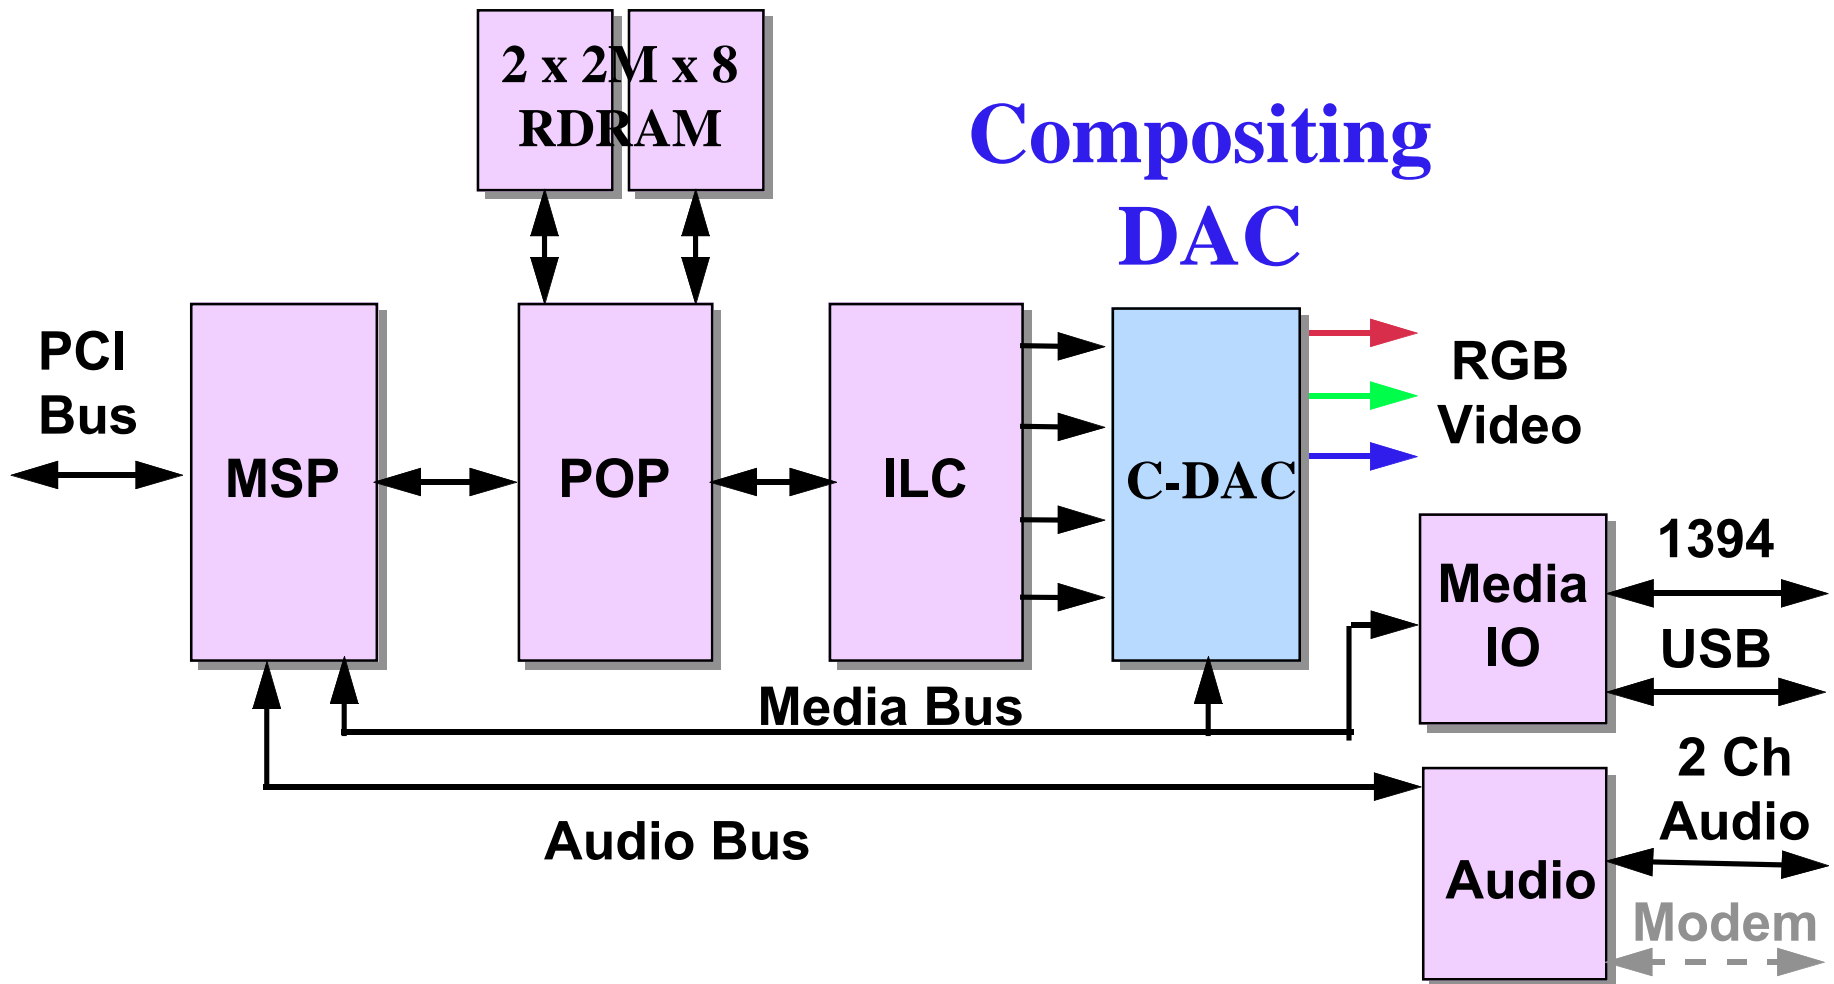 2 x 2M x 8
RDRAM
Compositing
DAC
PCI
Bus
MSP
POP
ILC
C-DAC
RGB
Video
Media
IO
1394
USB
Media Bus
2 Ch
Audio
Audio Bus
Audio
Modem